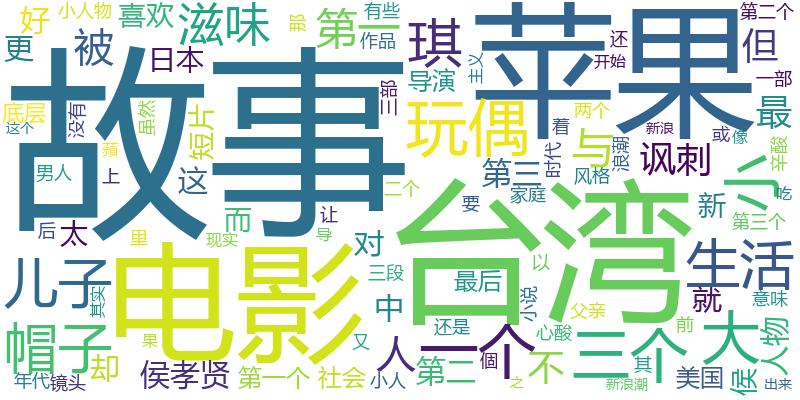 好 小人物 喜欢 滋味 第一 有些 苹果 第二个
更 被 日本 那 作品 琪 导演 主义 还 但
底层 没有 虽然 短片 故事 三部 玩偶 两个 着 开始 一部 最
这个 男人 蘋 上 这 二个 第三 时代 与 浪潮 新浪 讽刺 或 像 辛酸
后 太 里 而 让 导 对 要 家庭 风格 新 小 吃 第三个
儿子 其实 现实 电影 三段 中 最后 台湾 以 小说 父亲 生活 就 意味
帽子 却 果 又 人 还是 一个 個 心酸 不 三个 其 前 大 人物
年代 镜头 侯孝贤 第一个 社会 小人 第二 之 新浪潮 美国 侯 出来